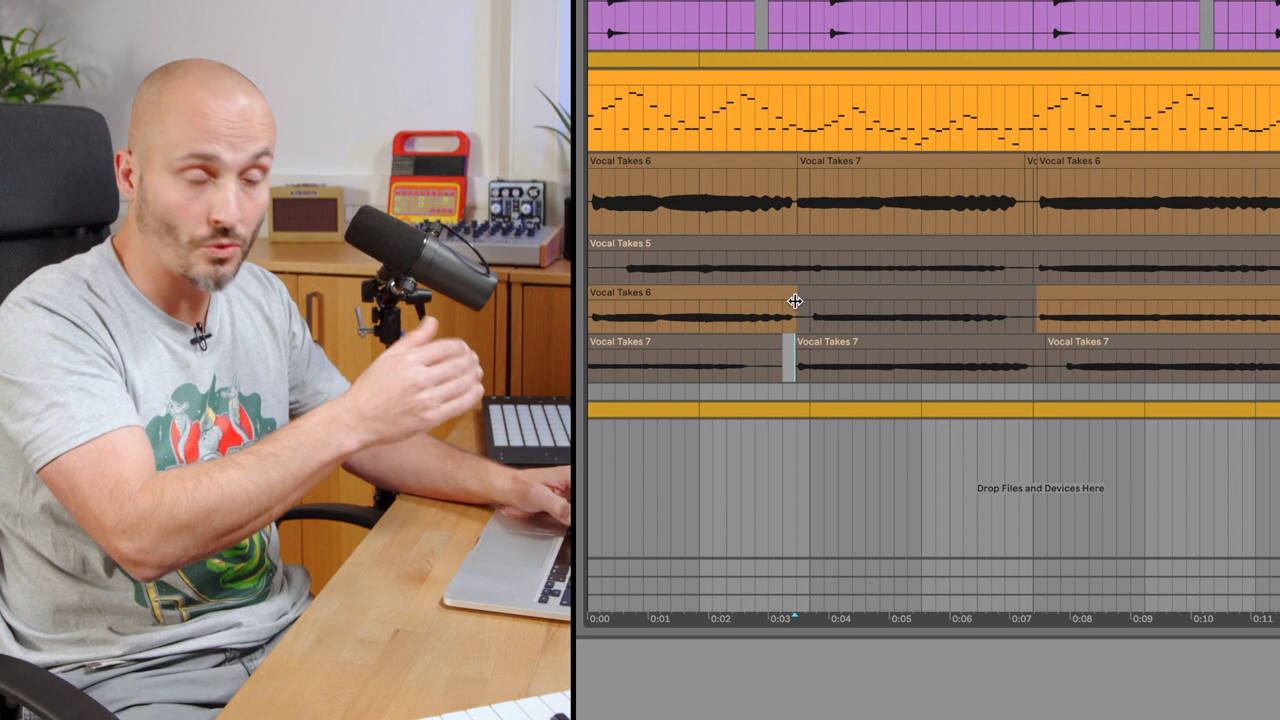 Vocal Takes 6
Vocal Takes 7
Vc
Vocal Takes 6
Vocal Takes 5
Vocal Takes 6
Vocal Takes 7
Vocal Takes 7
Vocal Takes 7
Drop Files and Devices Here
0:00
0:01
0:02
0:03
0:04
0:05
0:06
0:07
0:08
0:09
0:10
0:11